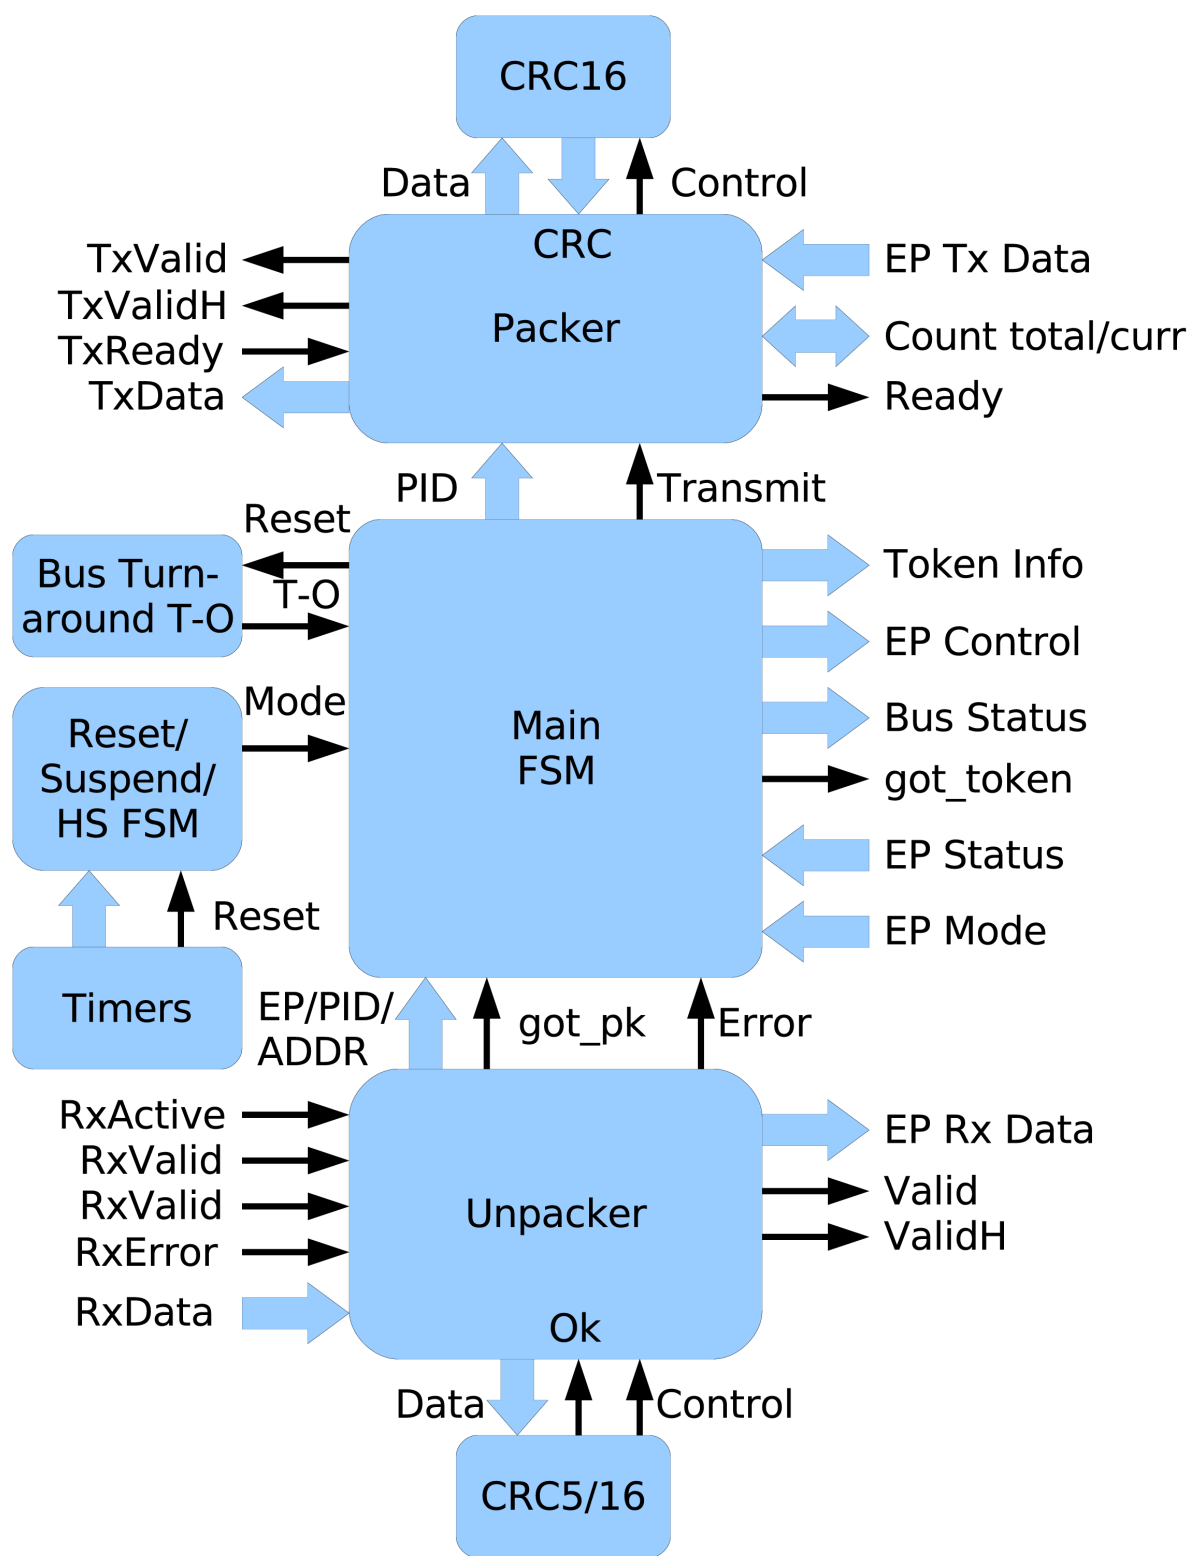 CRC16
Data
Control
CRC
TxValid
EP Tx Data
TxValidH
Packer
Count total/curr
TxReady
TxData
Ready
PID
Transmit
Reset
Bus Turn-
around T-O
T-O
Token Info
EP Control
Mode
Reset/
Suspend/
HS FSM
Main
FSM
Bus Status
got_token
EP Status
Reset
EP Mode
Timers
EP/PID/
ADDR
got_pk
Error
RxActive
EP Rx Data
RxValid
RxValid
Unpacker
Valid
RxError
ValidH
RxData
Ok
Data
Control
CRC5/16